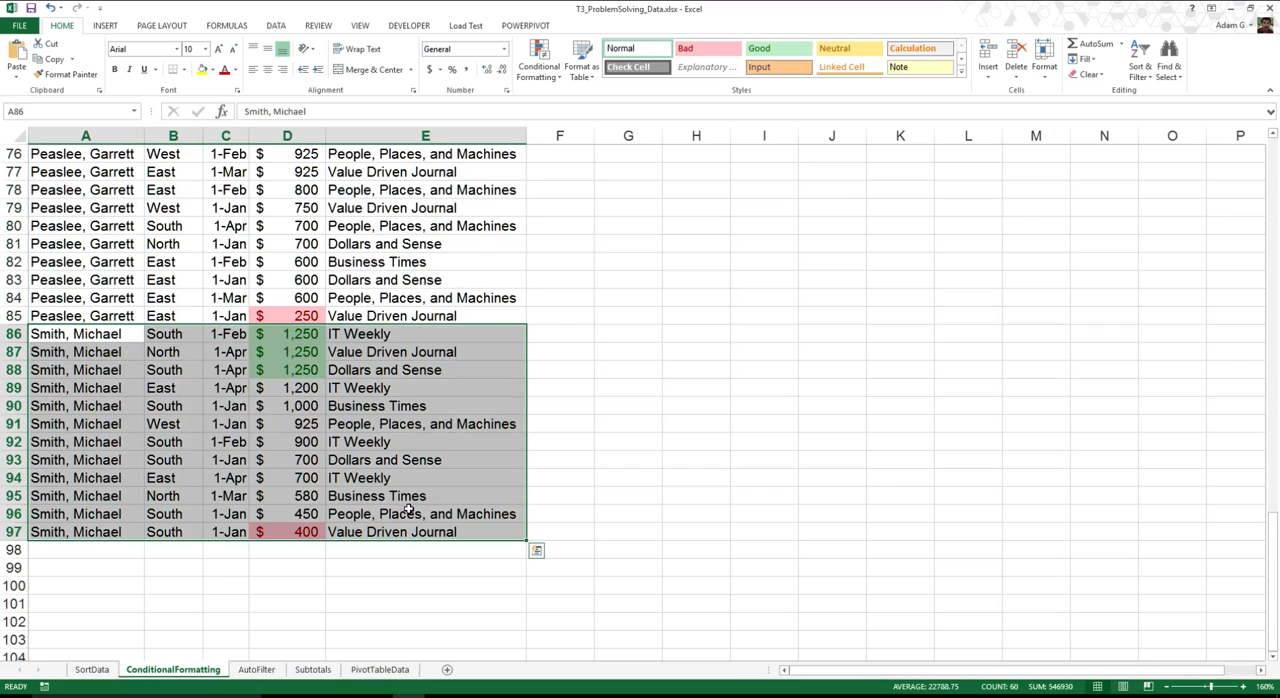 T3_ProblemSolving_Data.xlsx - Excel
FILE HOME INSERT PAGE LAYOUT FORMULAS DATA REVIEW VIEW DEVELOPER Load Test POWERPIVOT Adam G
Paste Cut Copy Format Painter Clipboard
Arial 10 B I U A Font
Wrap Text Merge & Center Alignment
General $ % , Number
Conditional Formatting Format as Table
Normal Bad Good Neutral Calculation
Check Cell Explanatory ... Input Linked Cell Note
Styles
Insert Delete Format Cells
AutoSum Fill Clear Sort & Filter Find & Select Editing
A86 fx Smith, Michael
A B C D E F G H I J K L M N O P
76 Peaslee, Garrett West 1-Feb $ 925 People, Places, and Machines
77 Peaslee, Garrett East 1-Mar $ 925 Value Driven Journal
78 Peaslee, Garrett East 1-Feb $ 800 People, Places, and Machines
79 Peaslee, Garrett West 1-Jan $ 750 Value Driven Journal
80 Peaslee, Garrett South 1-Apr $ 700 People, Places, and Machines
81 Peaslee, Garrett North 1-Jan $ 700 Dollars and Sense
82 Peaslee, Garrett East 1-Feb $ 600 Business Times
83 Peaslee, Garrett East 1-Jan $ 600 Dollars and Sense
84 Peaslee, Garrett East 1-Mar $ 600 People, Places, and Machines
85 Peaslee, Garrett East 1-Jan $ 250 Value Driven Journal
86 Smith, Michael South 1-Feb $ 1,250 IT Weekly
87 Smith, Michael North 1-Apr $ 1,250 Value Driven Journal
88 Smith, Michael South 1-Apr $ 1,250 Dollars and Sense
89 Smith, Michael East 1-Apr $ 1,200 IT Weekly
90 Smith, Michael South 1-Jan $ 1,000 Business Times
91 Smith, Michael West 1-Jan $ 925 People, Places, and Machines
92 Smith, Michael South 1-Feb $ 900 IT Weekly
93 Smith, Michael South 1-Jan $ 700 Dollars and Sense
94 Smith, Michael East 1-Apr $ 700 IT Weekly
95 Smith, Michael North 1-Mar $ 580 Business Times
96 Smith, Michael South 1-Jan $ 450 People, Places, and Machines
97 Smith, Michael South 1-Jan $ 400 Value Driven Journal
98
99
100
101
102
103
104
SortData ConditionalFormatting AutoFilter Subtotals PivotTableData
READY AVERAGE: 22788.75 COUNT: 60 SUM: 546930 160%